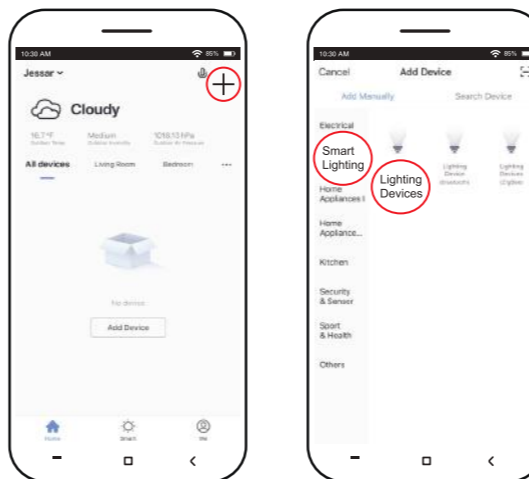 10:30 AM
85%
Jessar
Cloudy
16.7°F
Medium
1018.13 hPa
All devices
Living Room
Bedroom
...
No device
Add Device
Home
Smart
Me
10:30 AM
85%
Cancel
Add Device
Add Manually
Search Device
Electrical
Smart
Lighting
Lighting
Devices
Lighting
Device
Lighting
Devices
Home
Appliances I
Home
Appliance...
Kitchen
Security
& Sensor
Sport
& Health
Others